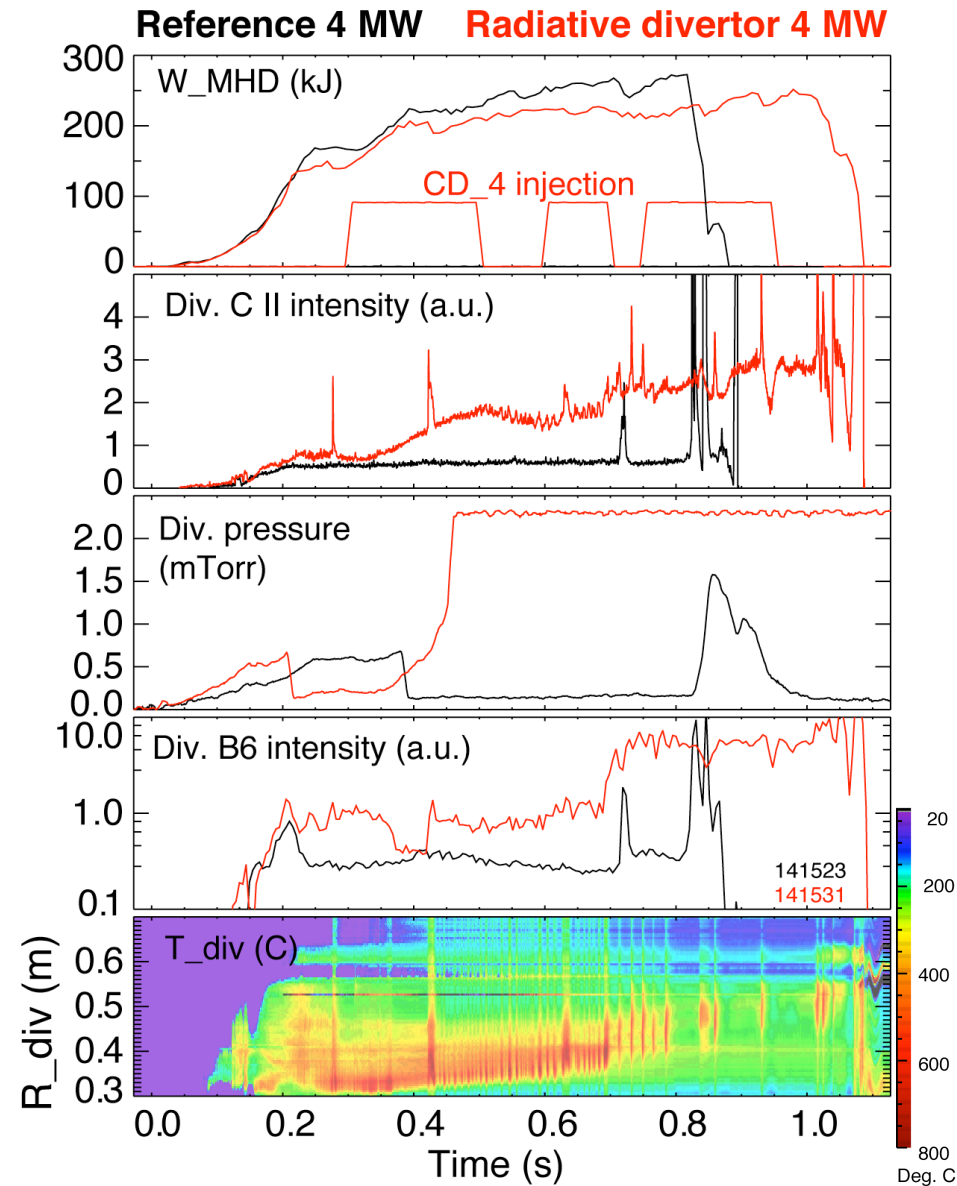 Reference 4 MW Radiative divertor 4 MW
300
W_MHD (kJ)
200
CD_4 injection
100
0
Div. C II intensity (a.u.)
4
3
2
1
0
Div. pressure
(mTorr)
2.0
1.5
1.0
0.5
0.0
10.0
Div. B6 intensity (a.u.)
1.0
141523
141531
0.1
T_div (C)
R_div (m)
0.6
0.5
0.4
0.3
20
200
400
600
800
Deg. C
0.0 0.2 0.4 0.6 0.8 1.0
Time (s)